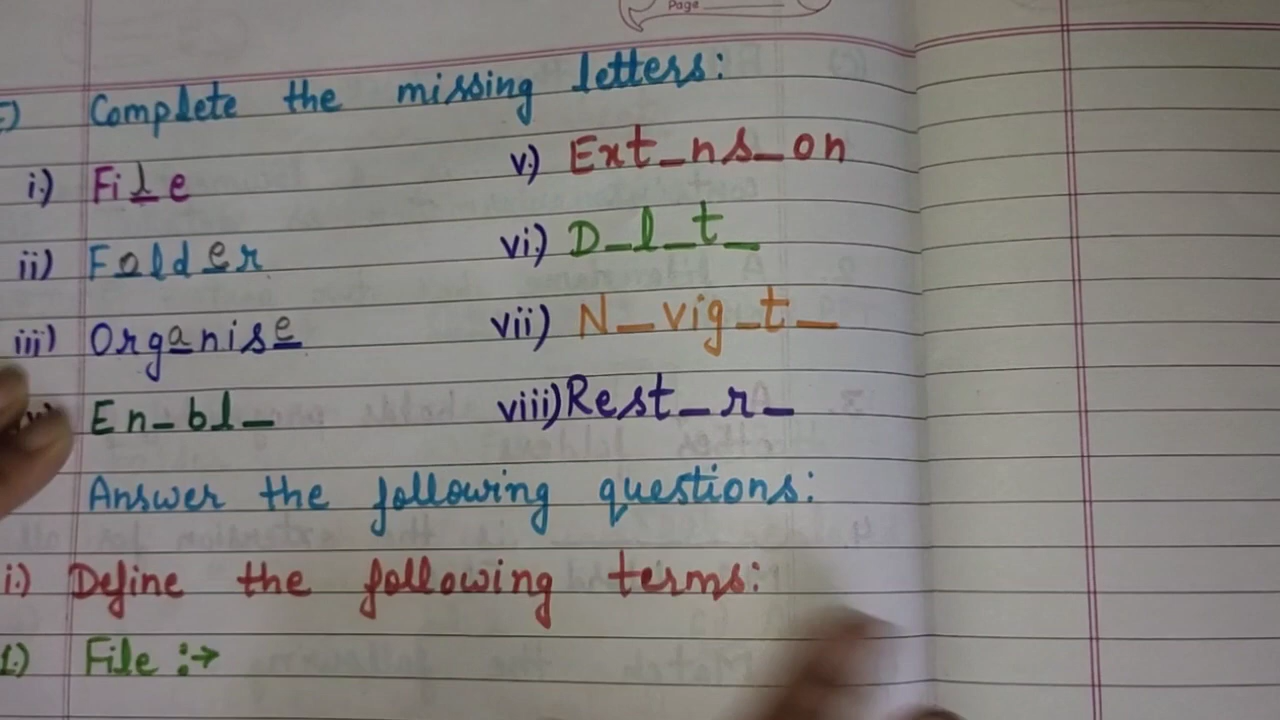 Page
Complete the missing letters:
i.) File
v.) Ext_ns_on
ii) Folder
vi.) D_l_t_
iii) Organise
vii) N_vig_t_
En_bl_
viii) Rest_r_
Answer the following questions:
i.) Define the following terms:
1.) File :→